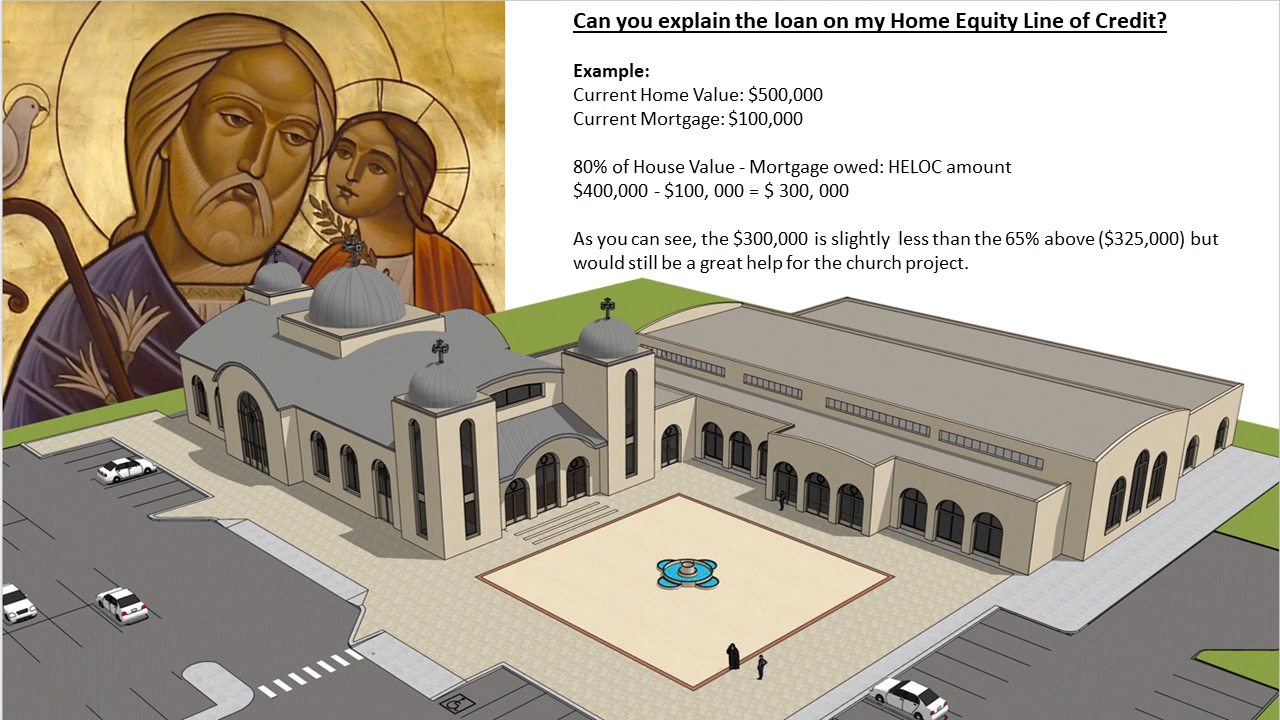 Can you explain the loan on my Home Equity Line of Credit?
Example:
Current Home Value: $500,000
Current Mortgage: $100,000
80% of House Value - Mortgage owed: HELOC amount
$400,000 - $100, 000 = $ 300, 000
As you can see, the $300,000 is slightly  less than the 65% above ($325,000) but
would still be a great help for the church project.